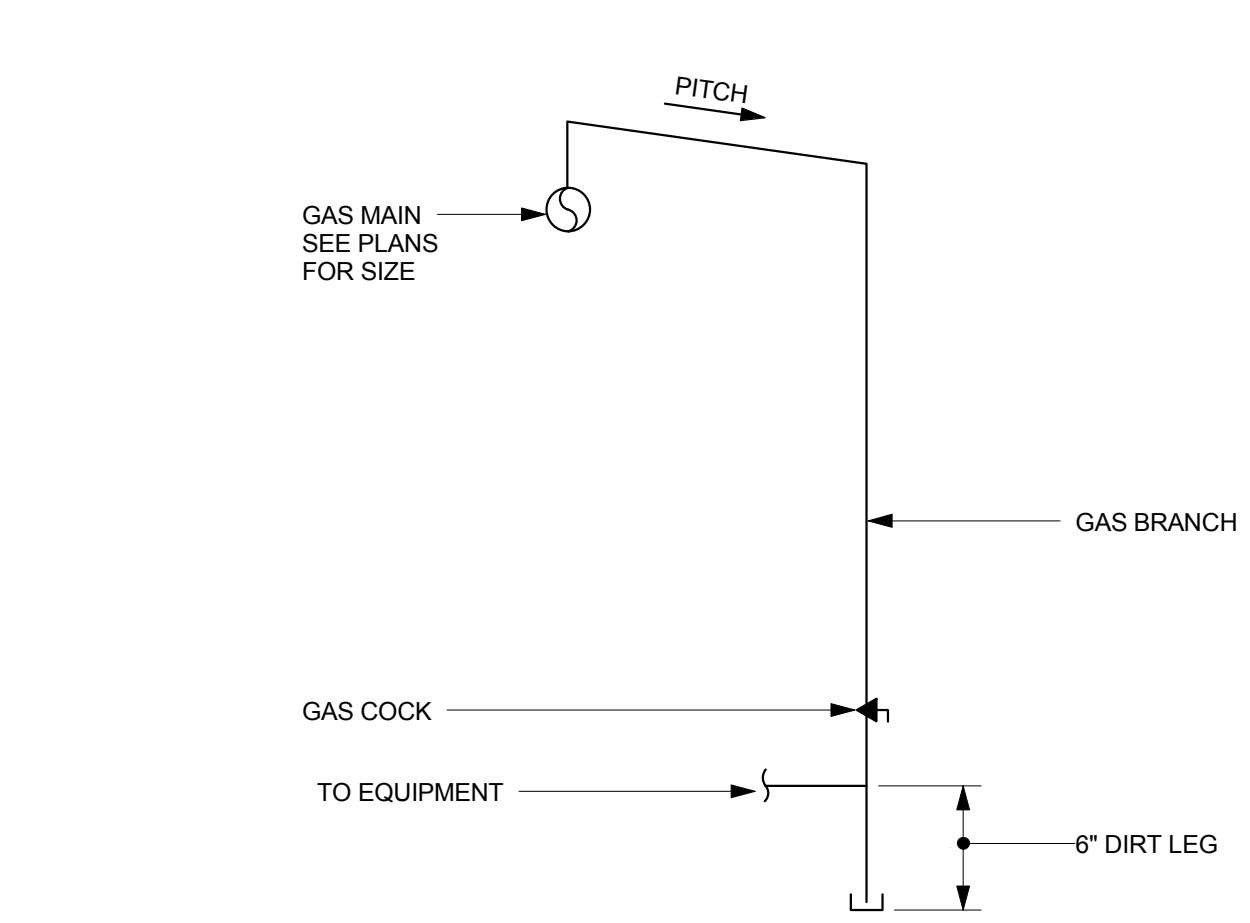 PITCH
GAS MAIN
SEE PLANS
FOR SIZE
GAS BRANCH
GAS COCK
TO EQUIPMENT
6" DIRT LEG